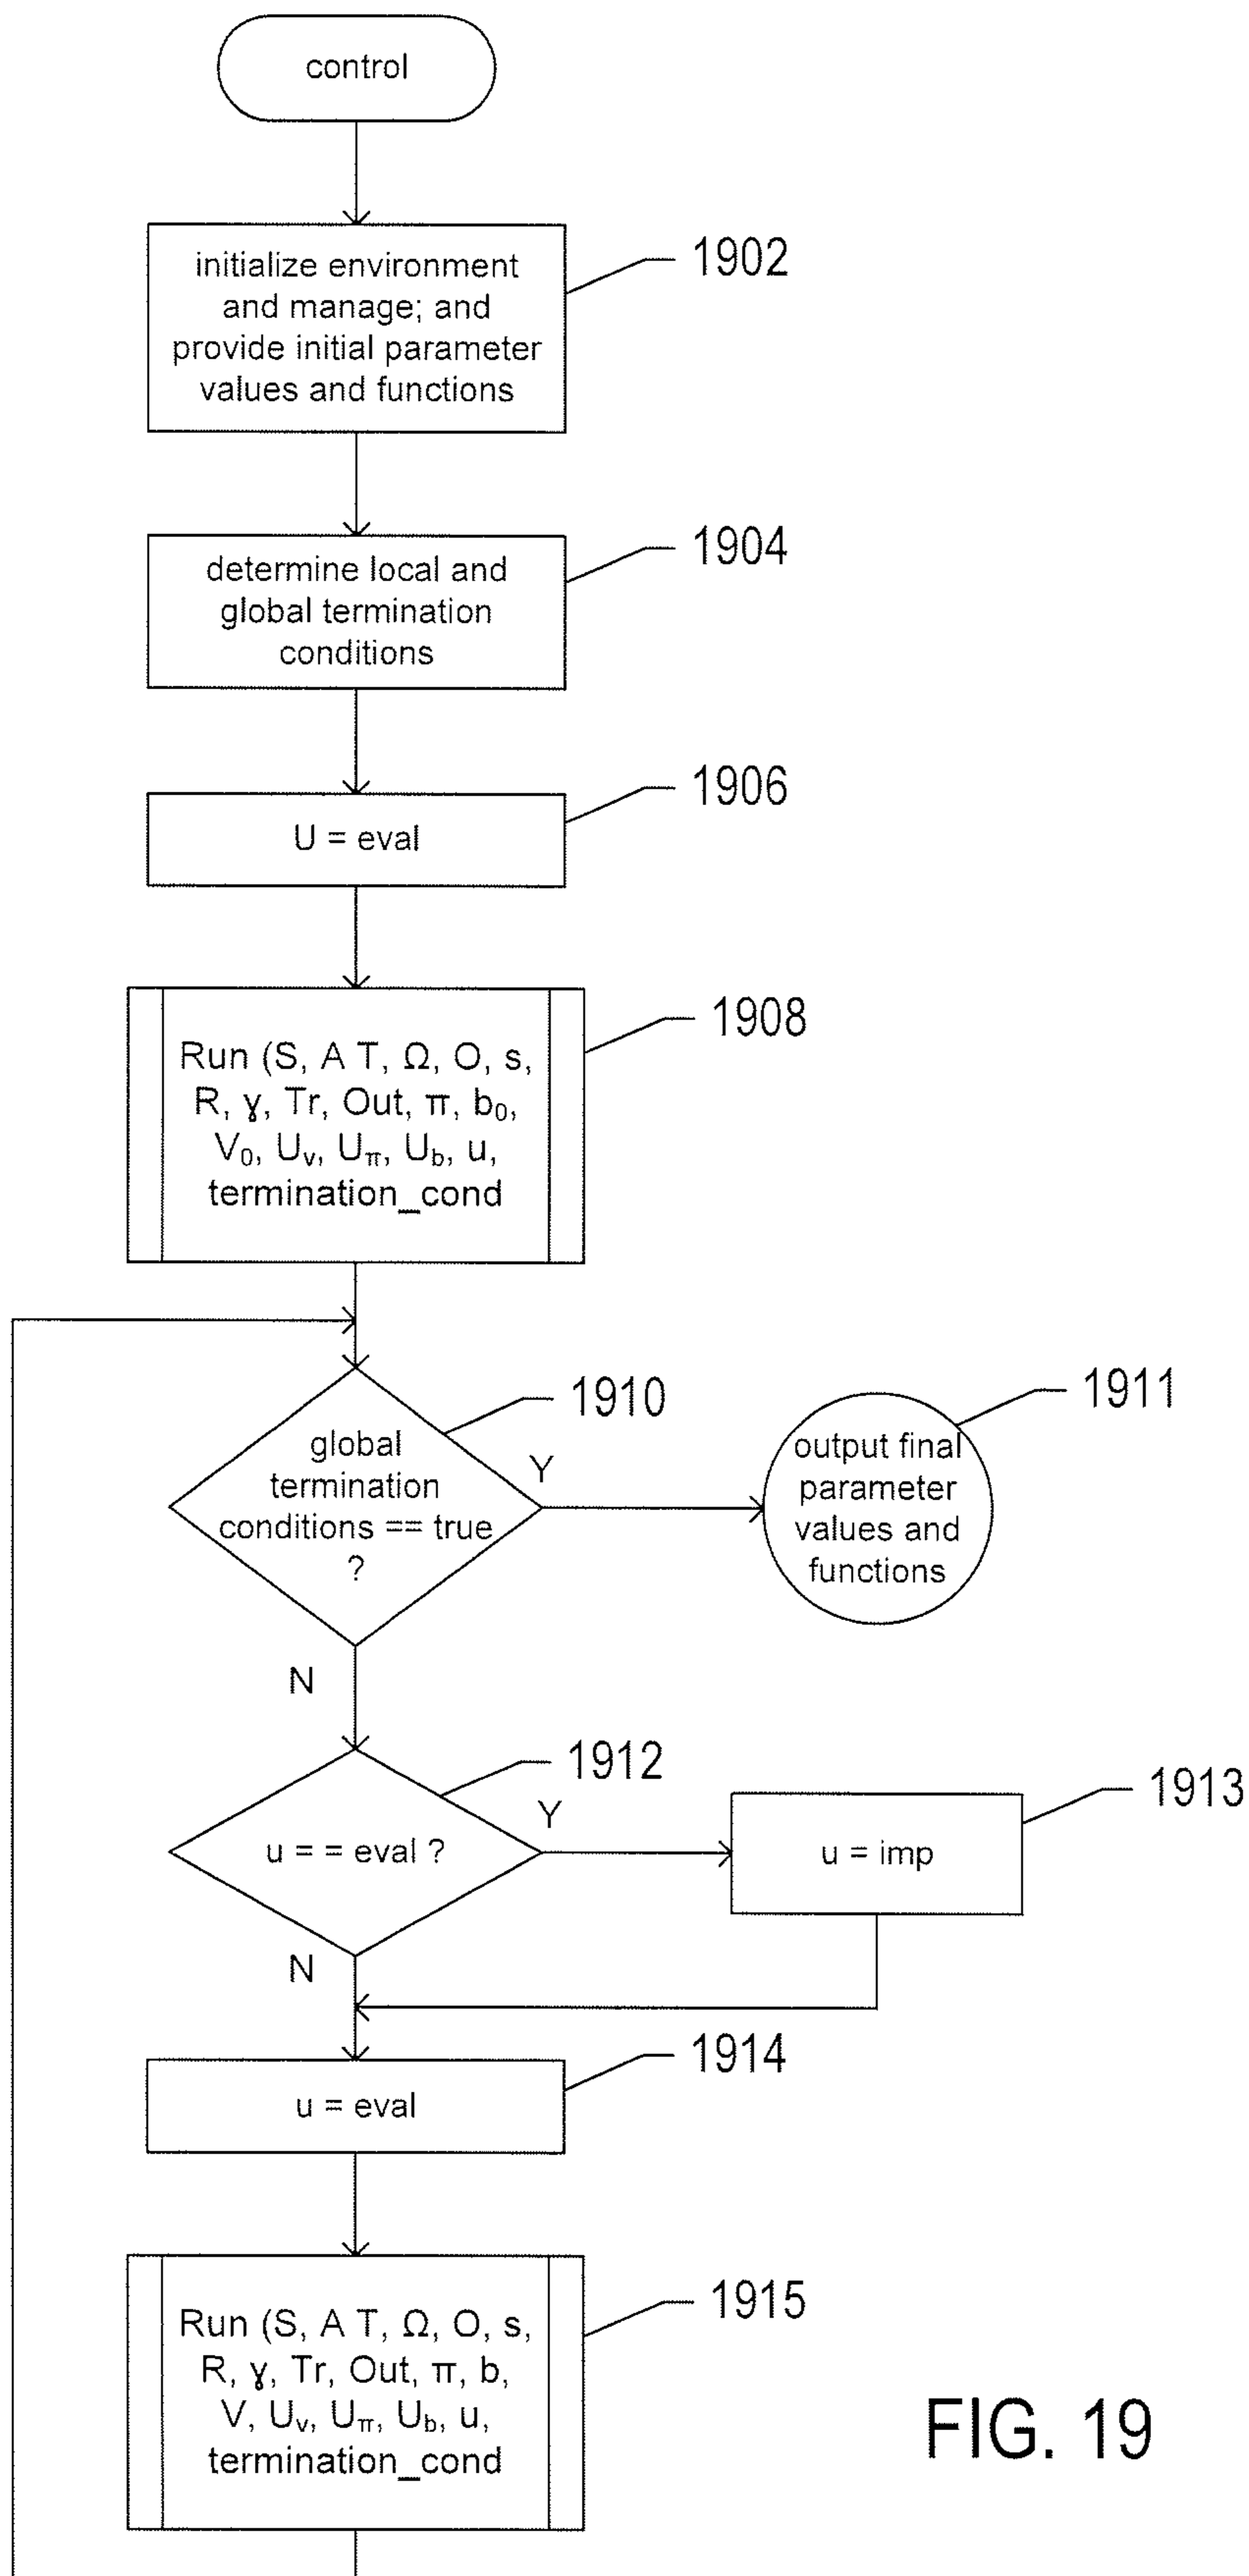 control
initialize environment
and manage; and
provide initial parameter
values and functions
1902
determine local and
global termination
conditions
1904
U = eval
1906
Run (S, A T, Ω, O, s,
R, ɣ, Tr, Out, π, b₀,
V₀, Uᵥ, U_π, U_b, u,
termination_cond
1908
global
termination
conditions == true
?
1910
Y
output final
parameter
values and
functions
1911
N
u = = eval ?
1912
Y
u = imp
1913
N
u = eval
1914
Run (S, A T, Ω, O, s,
R, ɣ, Tr, Out, π, b,
V, Uᵥ, U_π, U_b, u,
termination_cond
1915
FIG. 19